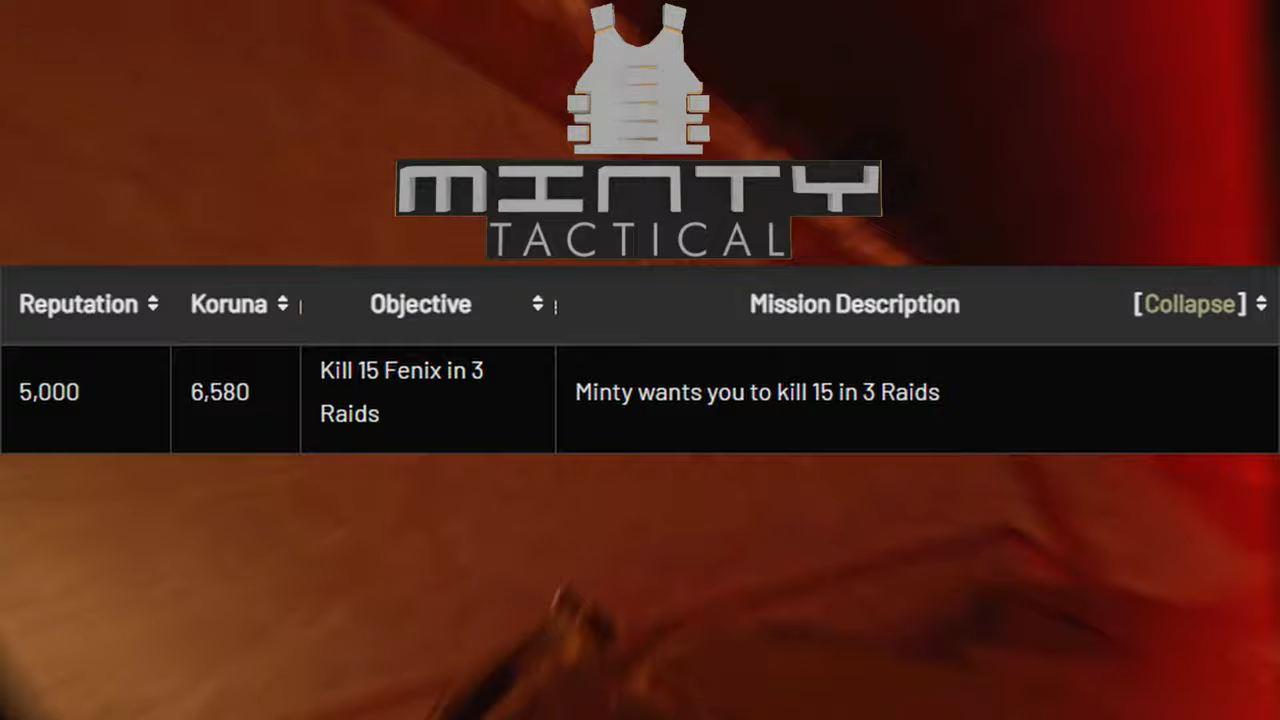 MINTY
TACTICAL
Reputation Koruna Objective Mission Description [Collapse]
5,000 6,580 Kill 15 Fenix in 3 Raids Minty wants you to kill 15 in 3 Raids